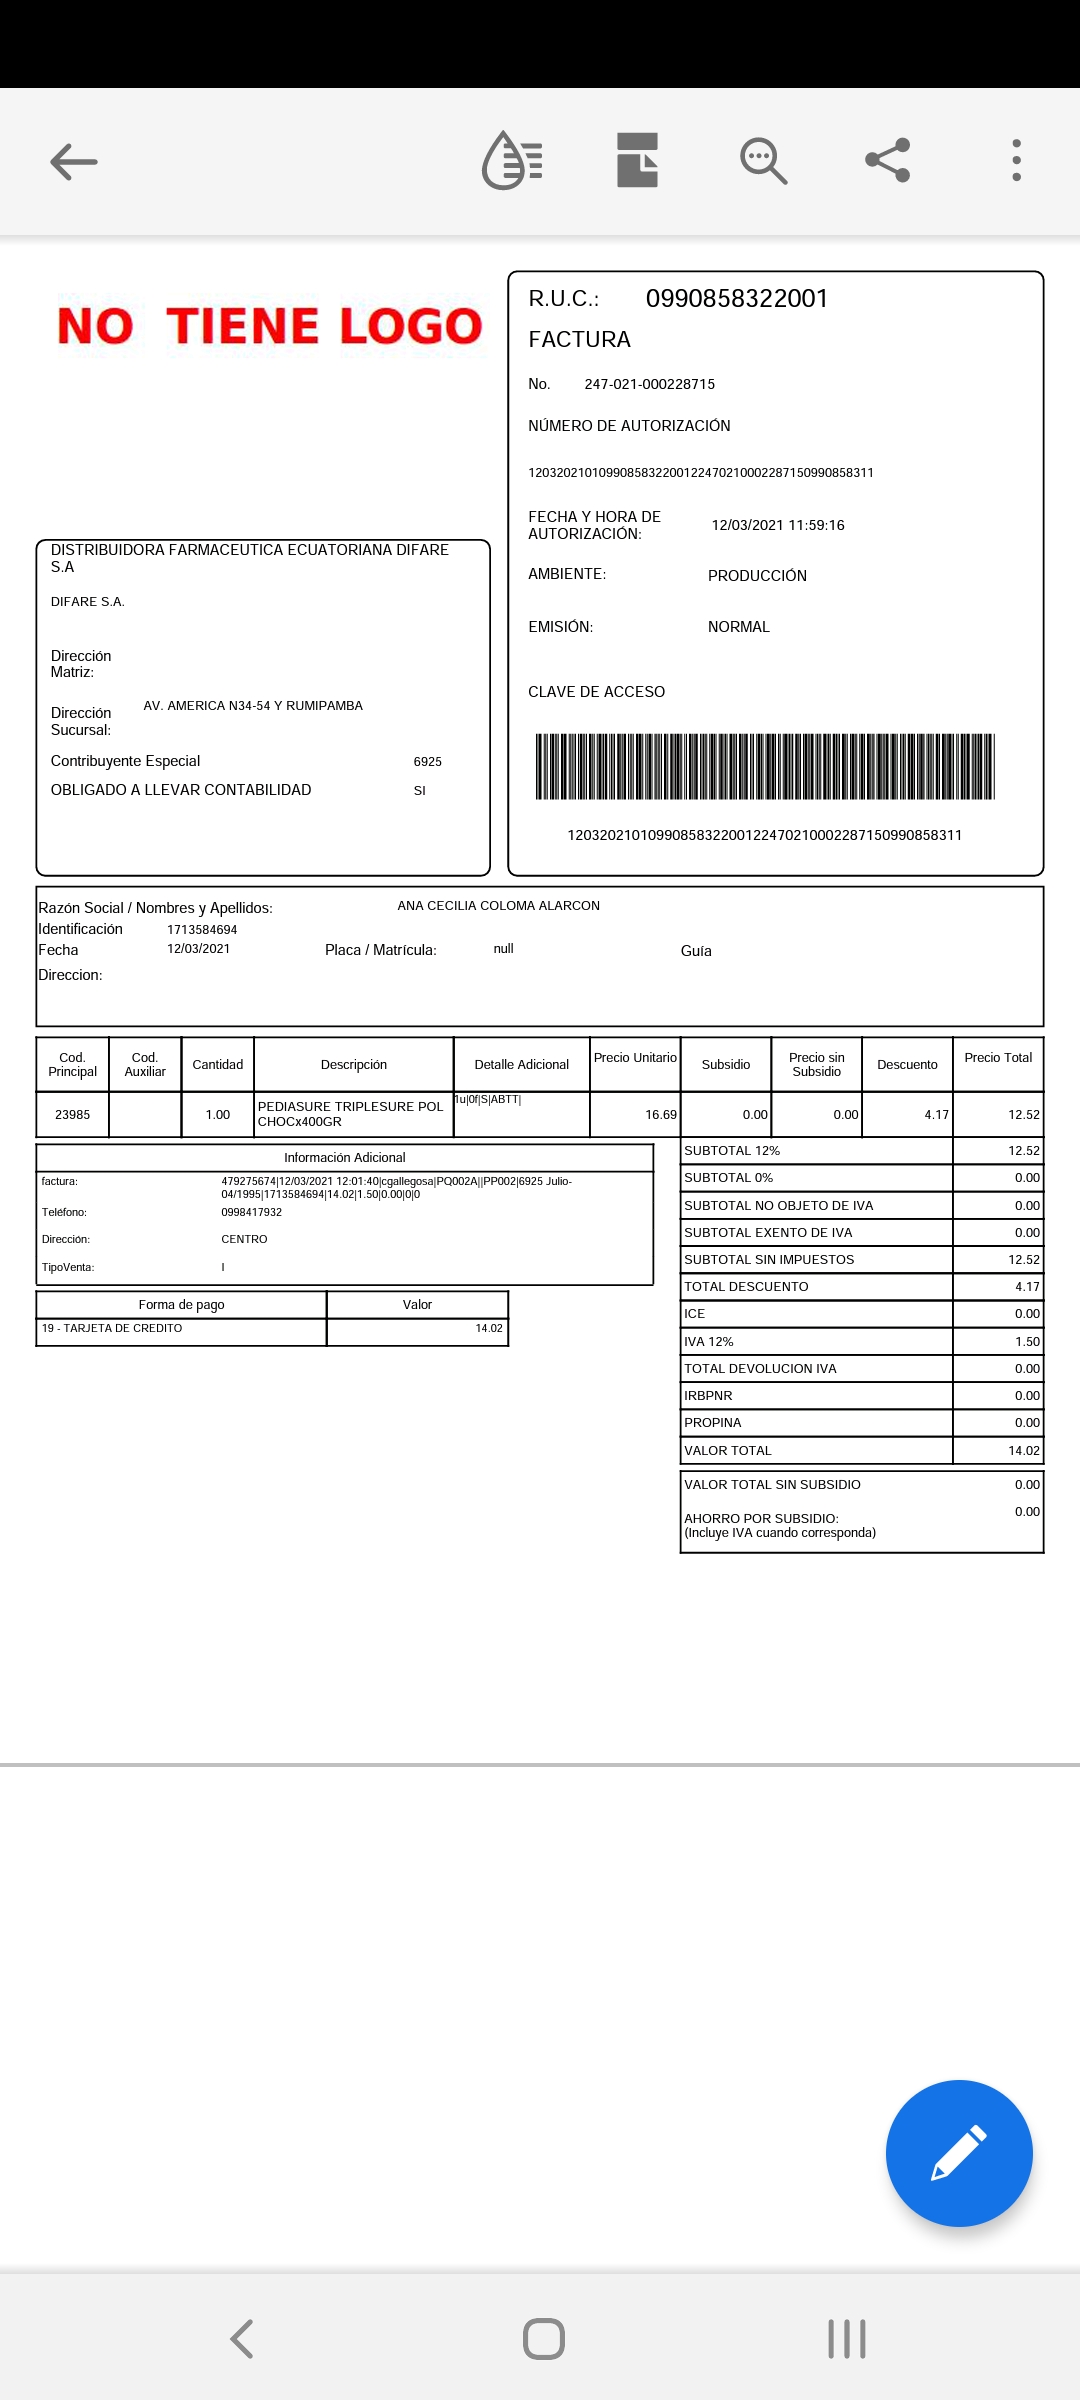 NO TIENE LOGO
R.U.C.: 0990858322001
FACTURA
No. 247-021-000228715
NÚMERO DE AUTORIZACIÓN
1203202101099085832200122470210002287150990858311
FECHA Y HORA DE
AUTORIZACIÓN: 12/03/2021 11:59:16
AMBIENTE: PRODUCCIÓN
EMISIÓN: NORMAL
CLAVE DE ACCESO
1203202101099085832200122470210002287150990858311
DISTRIBUIDORA FARMACEUTICA ECUATORIANA DIFARE
S.A
DIFARE S.A.
Dirección
Matriz:
Dirección
Sucursal: AV. AMERICA N34-54 Y RUMIPAMBA
Contribuyente Especial 6925
OBLIGADO A LLEVAR CONTABILIDAD SI
Razón Social / Nombres y Apellidos: ANA CECILIA COLOMA ALARCON
Identificación 1713584694
Fecha 12/03/2021 Placa / Matrícula: null Guía
Direccion:
Cod. Principal Cod. Auxiliar Cantidad Descripción Detalle Adicional Precio Unitario Subsidio Precio sin Subsidio Descuento Precio Total
23985 1.00 PEDIASURE TRIPLESURE POL CHOCx400GR 1u|0f|S|ABTT| 16.69 0.00 0.00 4.17 12.52
Información Adicional
factura: 479275674|12/03/2021 12:01:40|cgallegosa|PQ002A||PP002|6925 Julio-
04/1995|1713584694|14.02|1.50|0.00|0|0
Teléfono: 0998417932
Dirección: CENTRO
TipoVenta: I
Forma de pago Valor
19 - TARJETA DE CREDITO 14.02
SUBTOTAL 12% 12.52
SUBTOTAL 0% 0.00
SUBTOTAL NO OBJETO DE IVA 0.00
SUBTOTAL EXENTO DE IVA 0.00
SUBTOTAL SIN IMPUESTOS 12.52
TOTAL DESCUENTO 4.17
ICE 0.00
IVA 12% 1.50
TOTAL DEVOLUCION IVA 0.00
IRBPNR 0.00
PROPINA 0.00
VALOR TOTAL 14.02
VALOR TOTAL SIN SUBSIDIO 0.00
AHORRO POR SUBSIDIO: 0.00
(Incluye IVA cuando corresponda)